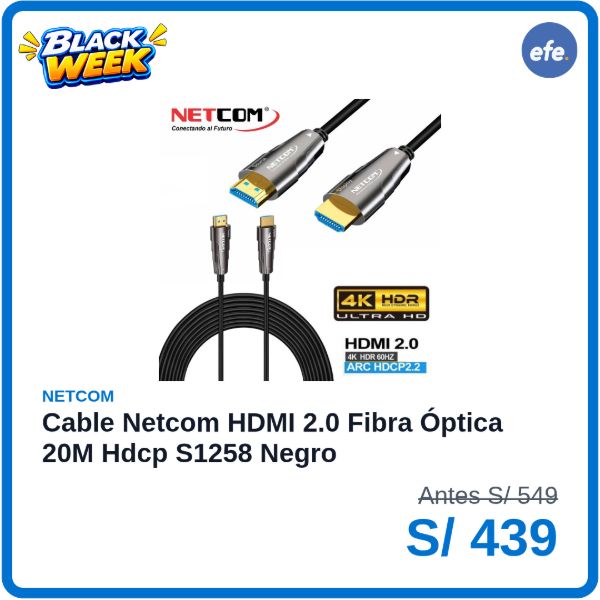 BLACK
WEEK
efe.
NETCOM®
Conectando al Futuro
NETCOM
NETCOM
4K HDR
ULTRA HD
HDMI 2.0
4K HDR 60HZ
ARC HDCP2.2
NETCOM
Cable Netcom HDMI 2.0 Fibra Óptica
20M Hdcp S1258 Negro
Antes S/ 549
S/ 439